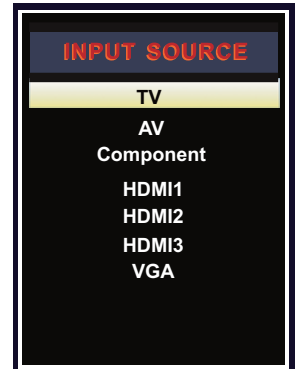 INPUT SOURCE
TV
AV
Component
HDMI1
HDMI2
HDMI3
VGA